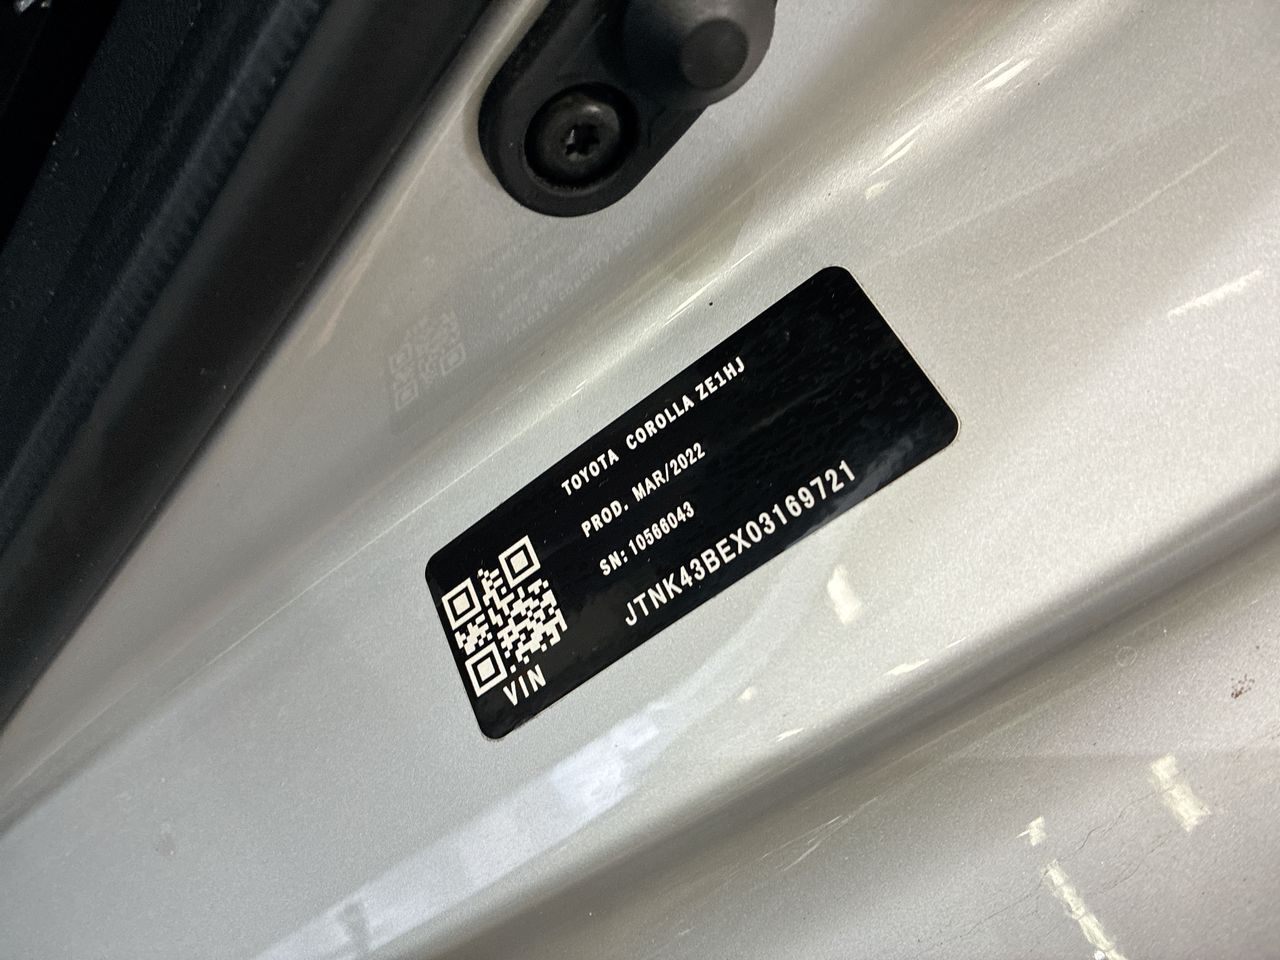 TOYOTA COROLLA ZE1HJ
PROD. MAR/2022
SN: 10566043
JTNK43BEX03169721
VIN